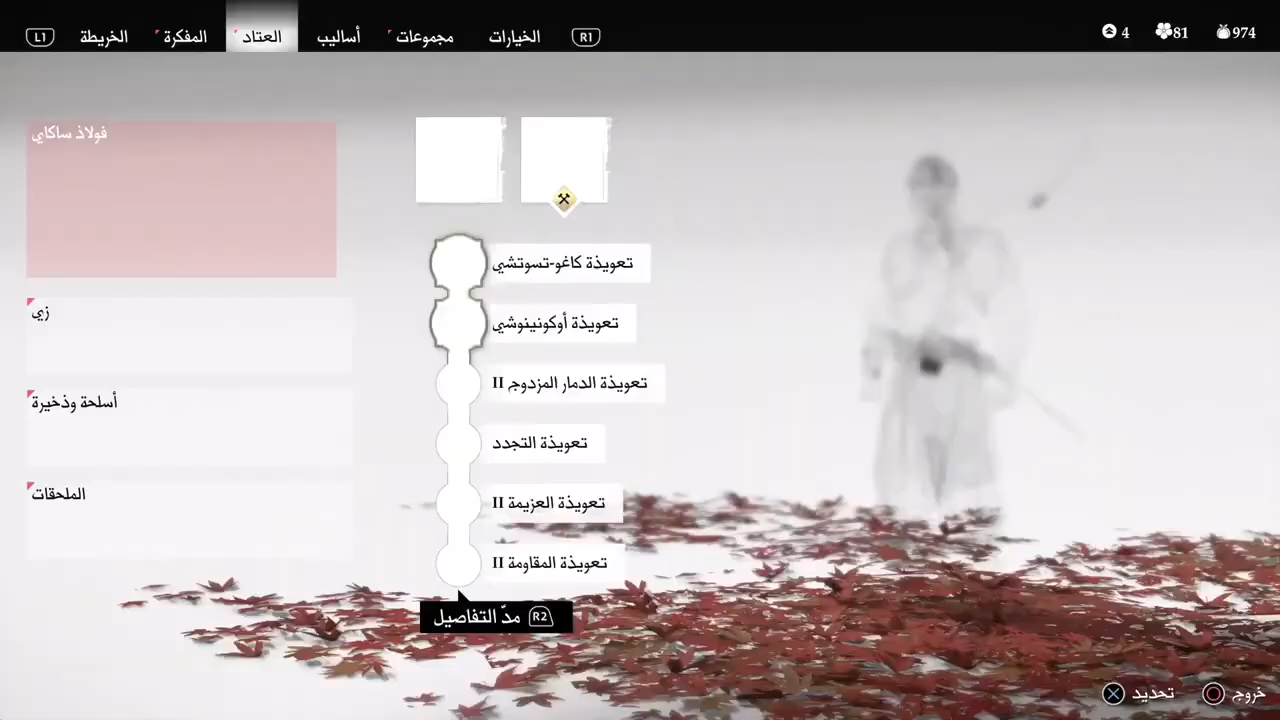 L1
الخريطة
المفكرة
العتاد
أساليب
مجموعات
الخيارات
R1
4
81
974
فولاذ ساكاي
زي
أسلحة وذخيرة
الملحقات
تعويذة كاغو-تسوتشي
تعويذة أوكونينوشي
تعويذة الدمار المزدوج II
تعويذة التجدد
تعويذة العزيمة II
تعويذة المقاومة II
مدّ التفاصيل R2
تحديد
خروج